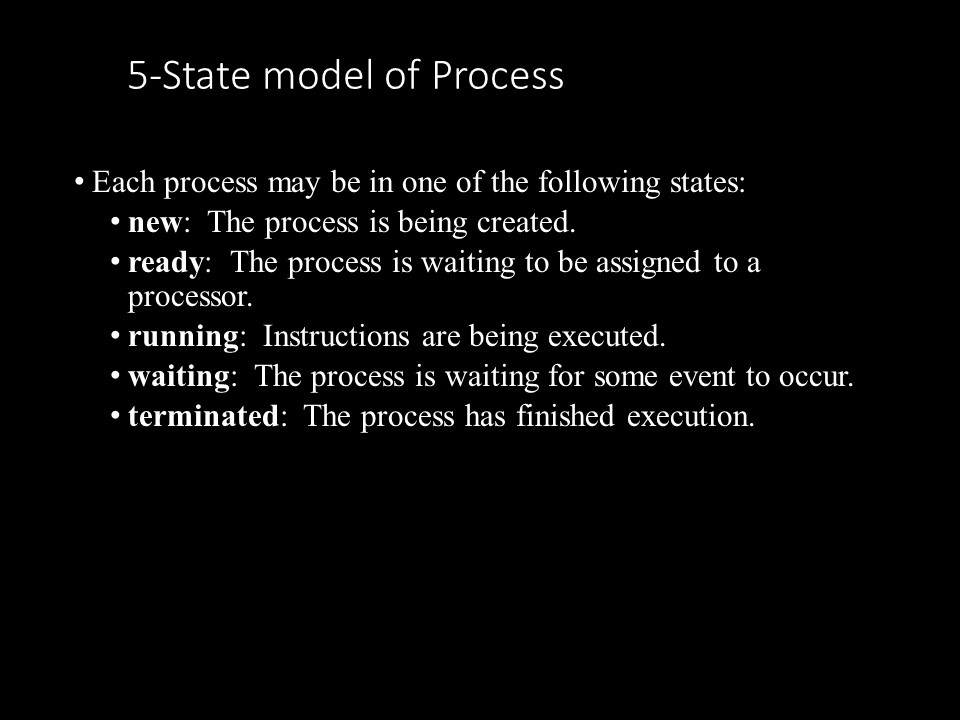 5-State model of Process
• Each process may be in one of the following states:
• new:  The process is being created.
• ready:  The process is waiting to be assigned to a
processor.
• running:  Instructions are being executed.
• waiting:  The process is waiting for some event to occur.
• terminated:  The process has finished execution.